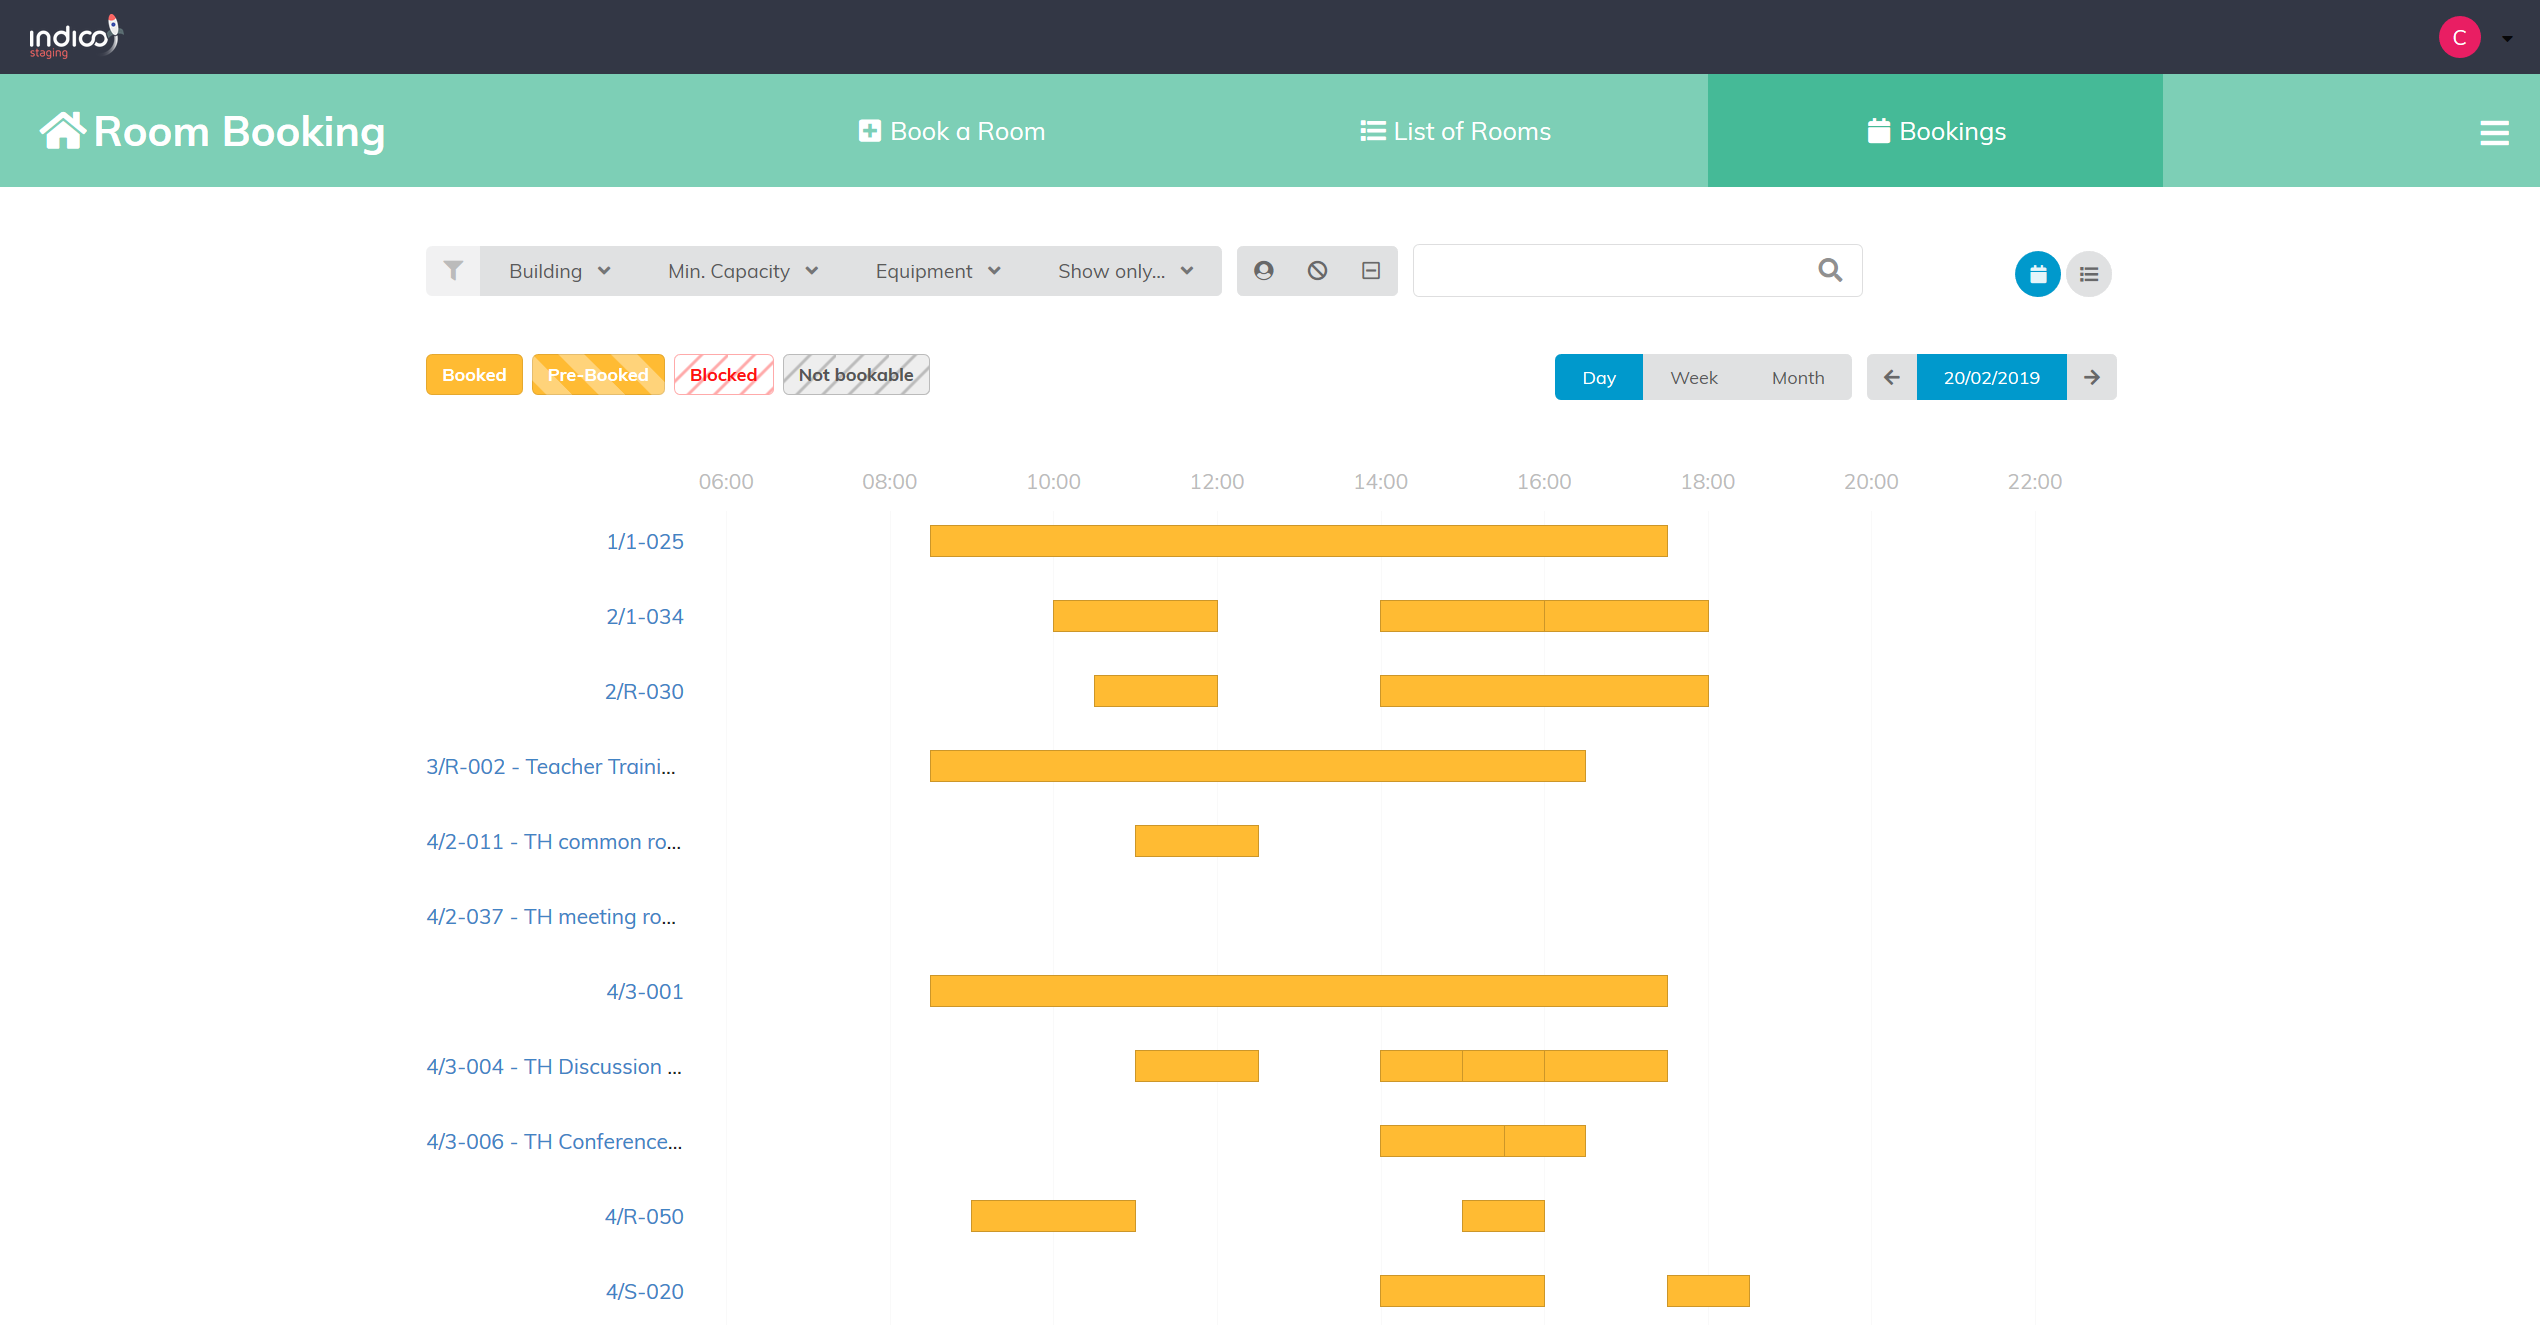 indico
staging
C
Room Booking
Book a Room
List of Rooms
Bookings
Building
Min. Capacity
Equipment
Show only...
Booked
Pre-Booked
Blocked
Not bookable
Day
Week
Month
20/02/2019
06:00
08:00
10:00
12:00
14:00
16:00
18:00
20:00
22:00
1/1-025
2/1-034
2/R-030
3/R-002 - Teacher Traini...
4/2-011 - TH common ro...
4/2-037 - TH meeting ro...
4/3-001
4/3-004 - TH Discussion ...
4/3-006 - TH Conference...
4/R-050
4/S-020